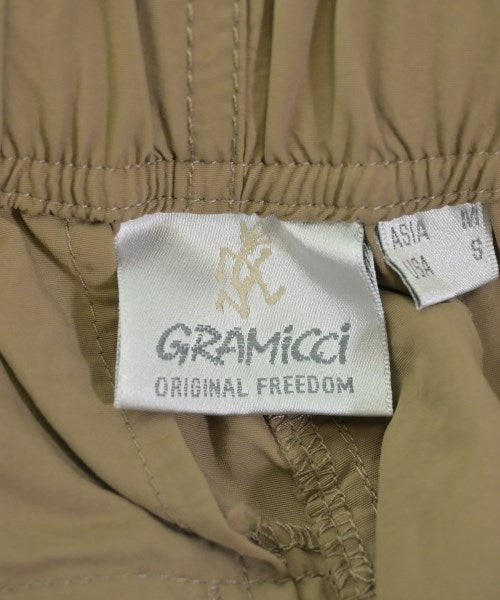 GRAMiCCi
ORIGINAL FREEDOM
ASIA M
USA S